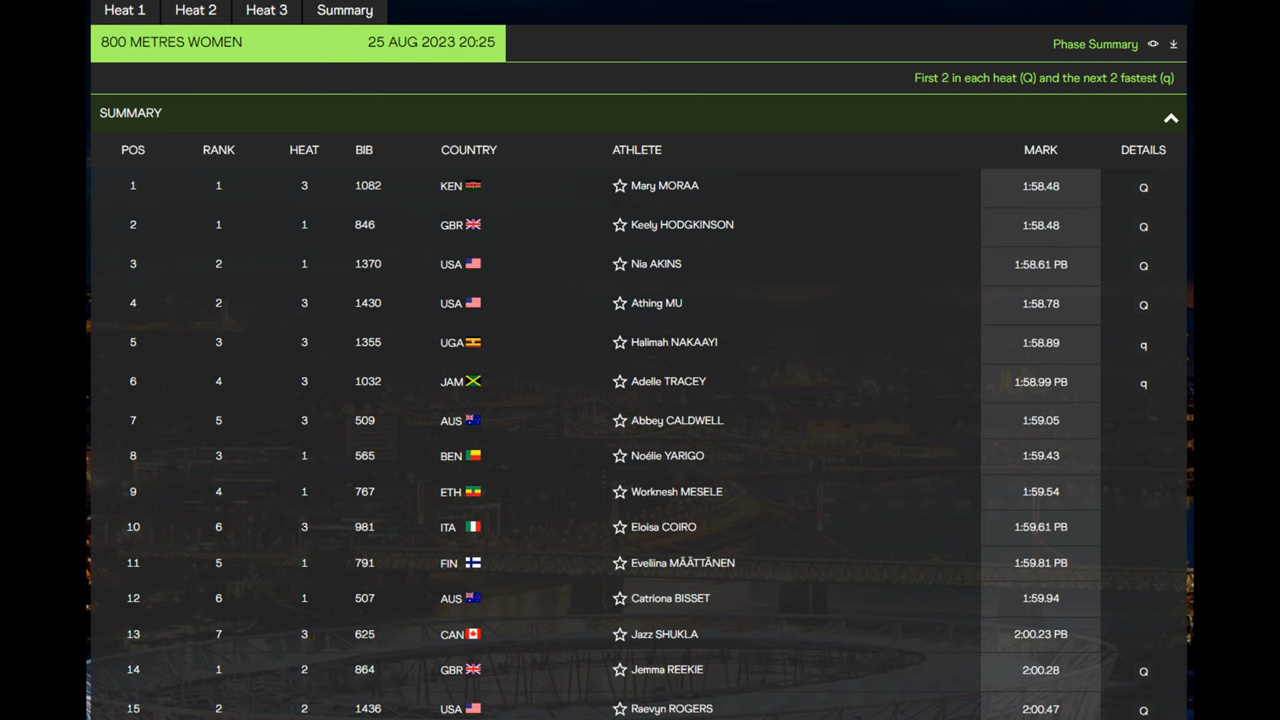 Heat 1 Heat 2 Heat 3 Summary
800 METRES WOMEN 25 AUG 2023 20:25
Phase Summary
First 2 in each heat (Q) and the next 2 fastest (q)
SUMMARY
POS RANK HEAT BIB COUNTRY ATHLETE MARK DETAILS
1 1 3 1082 KEN Mary MORAA 1:58.48 Q
2 1 1 846 GBR Keely HODGKINSON 1:58.48 Q
3 2 1 1370 USA Nia AKINS 1:58.61 PB Q
4 2 3 1430 USA Athing MU 1:58.78 Q
5 3 3 1355 UGA Halimah NAKAAYI 1:58.89 q
6 4 3 1032 JAM Adelle TRACEY 1:58.99 PB q
7 5 3 509 AUS Abbey CALDWELL 1:59.05
8 3 1 565 BEN Noélie YARIGO 1:59.43
9 4 1 767 ETH Worknesh MESELE 1:59.54
10 6 3 981 ITA Eloisa COIRO 1:59.61 PB
11 5 1 791 FIN Eveliina MÄÄTTÄNEN 1:59.81 PB
12 6 1 507 AUS Catriona BISSET 1:59.94
13 7 3 625 CAN Jazz SHUKLA 2:00.23 PB
14 1 2 864 GBR Jemma REEKIE 2:00.28 Q
15 2 2 1436 USA Raevyn ROGERS 2:00.47 Q